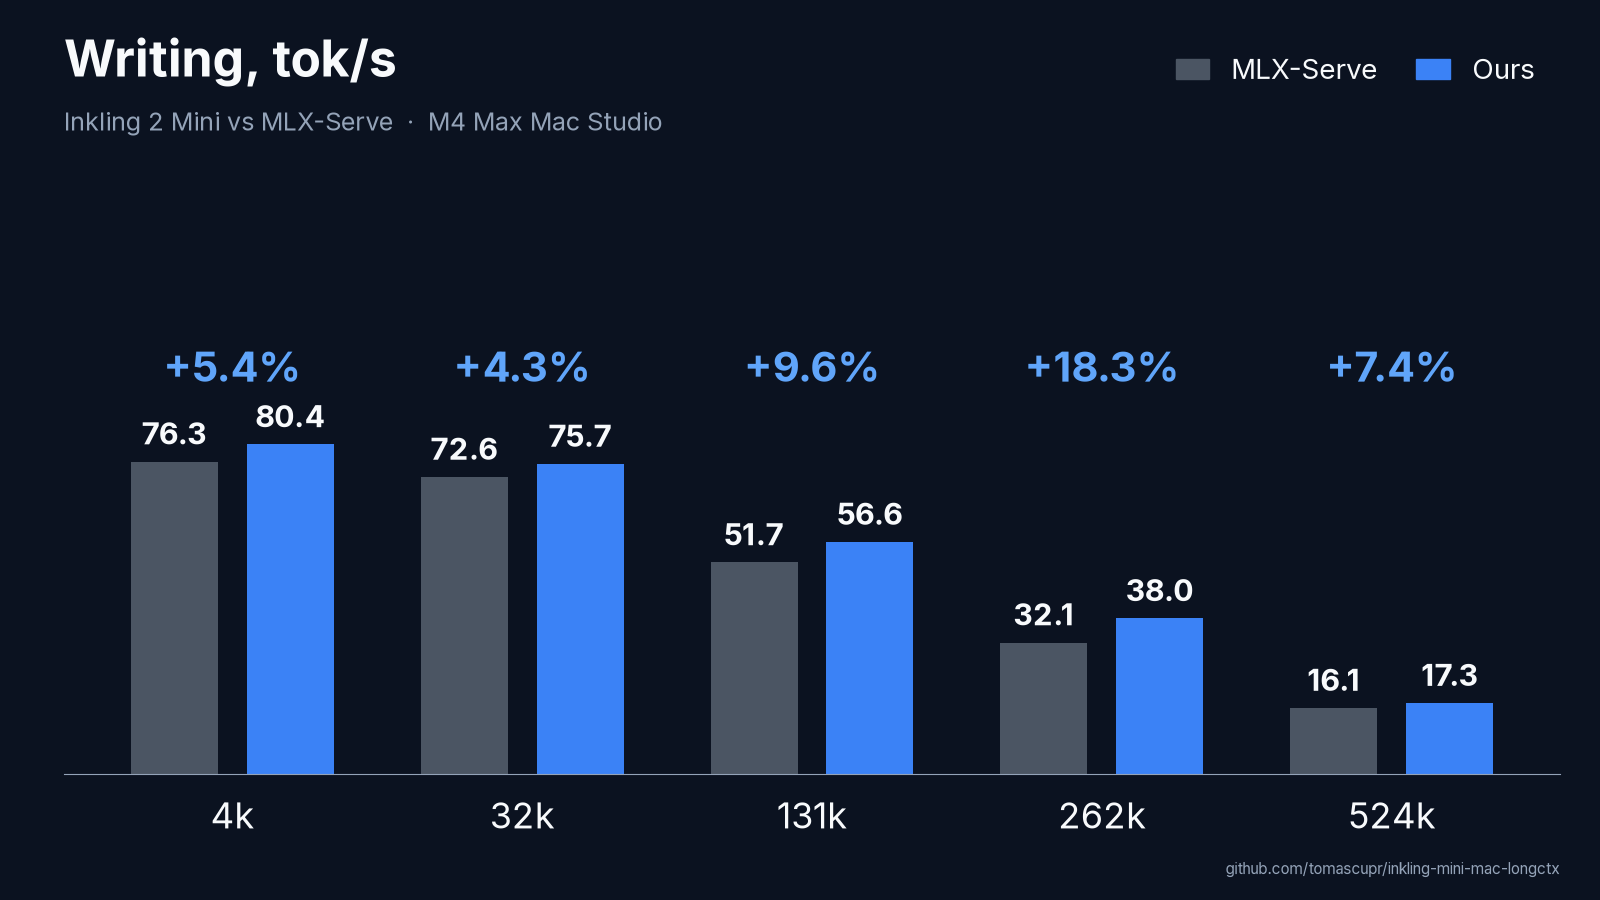 Writing, tok/s
MLX-Serve
Ours
Inkling 2 Mini vs MLX-Serve · M4 Max Mac Studio
+5.4%
+4.3%
+9.6%
+18.3%
+7.4%
76.3
80.4
72.6
75.7
51.7
56.6
32.1
38.0
16.1
17.3
4k
32k
131k
262k
524k
github.com/tomascupr/inkling-mini-mac-longctx